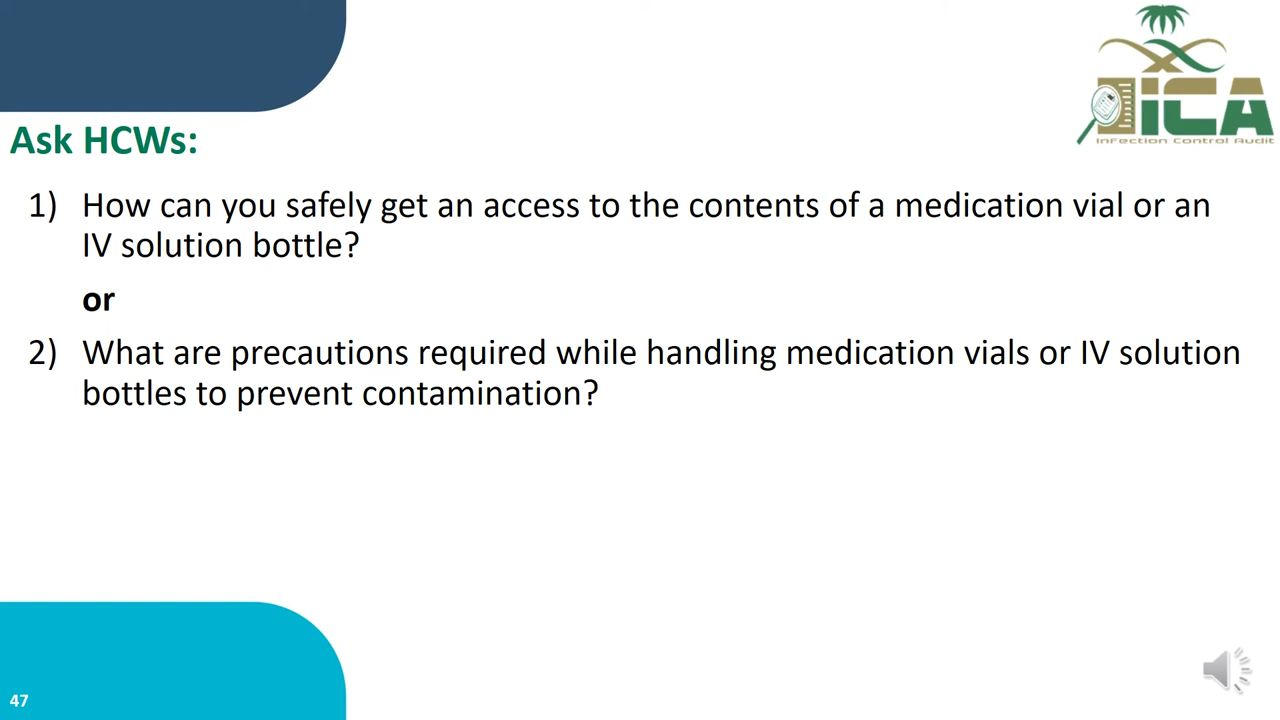 iCA
InFection Control Audit
Ask HCWs:
1) How can you safely get an access to the contents of a medication vial or an
IV solution bottle?
or
2) What are precautions required while handling medication vials or IV solution
bottles to prevent contamination?
47